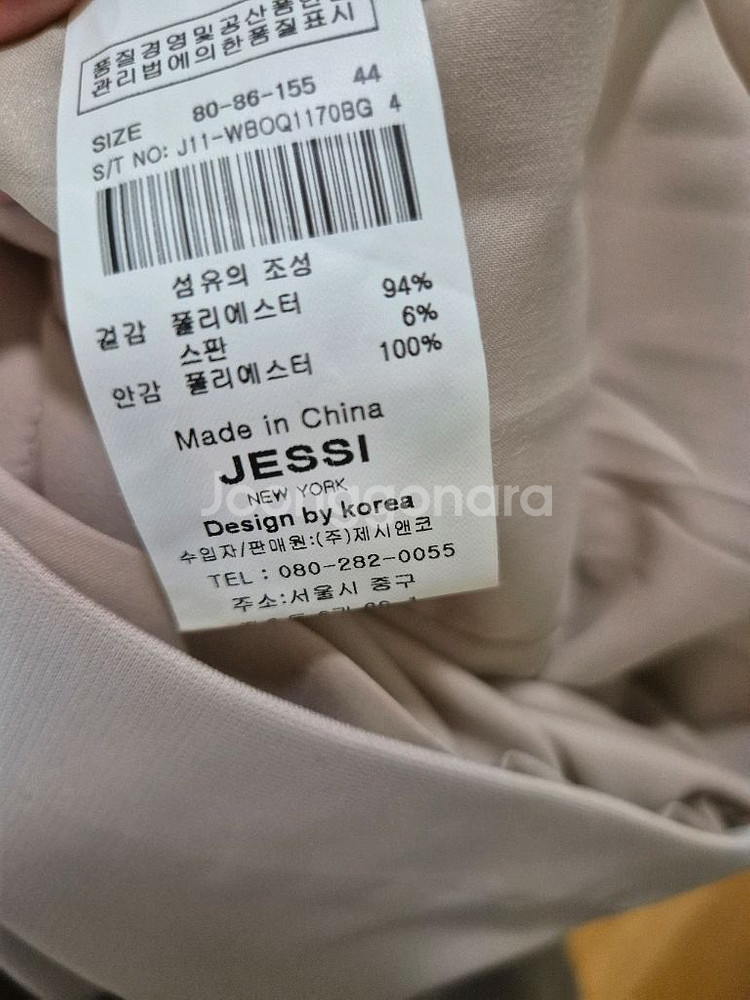 품질경영및공산품안전
관리법에의한품질표시
SIZE 80-86-155 44
S/T NO: J11-WBOQ1170BG 4
섬유의 조성
겉감 폴리에스터 94%
스판 6%
안감 폴리에스터 100%
Made in China
JESSI
NEW YORK
Joonggonara
Design by korea
수입자/판매원:(주)제시앤코
TEL : 080-282-0055
주소:서울시 중구